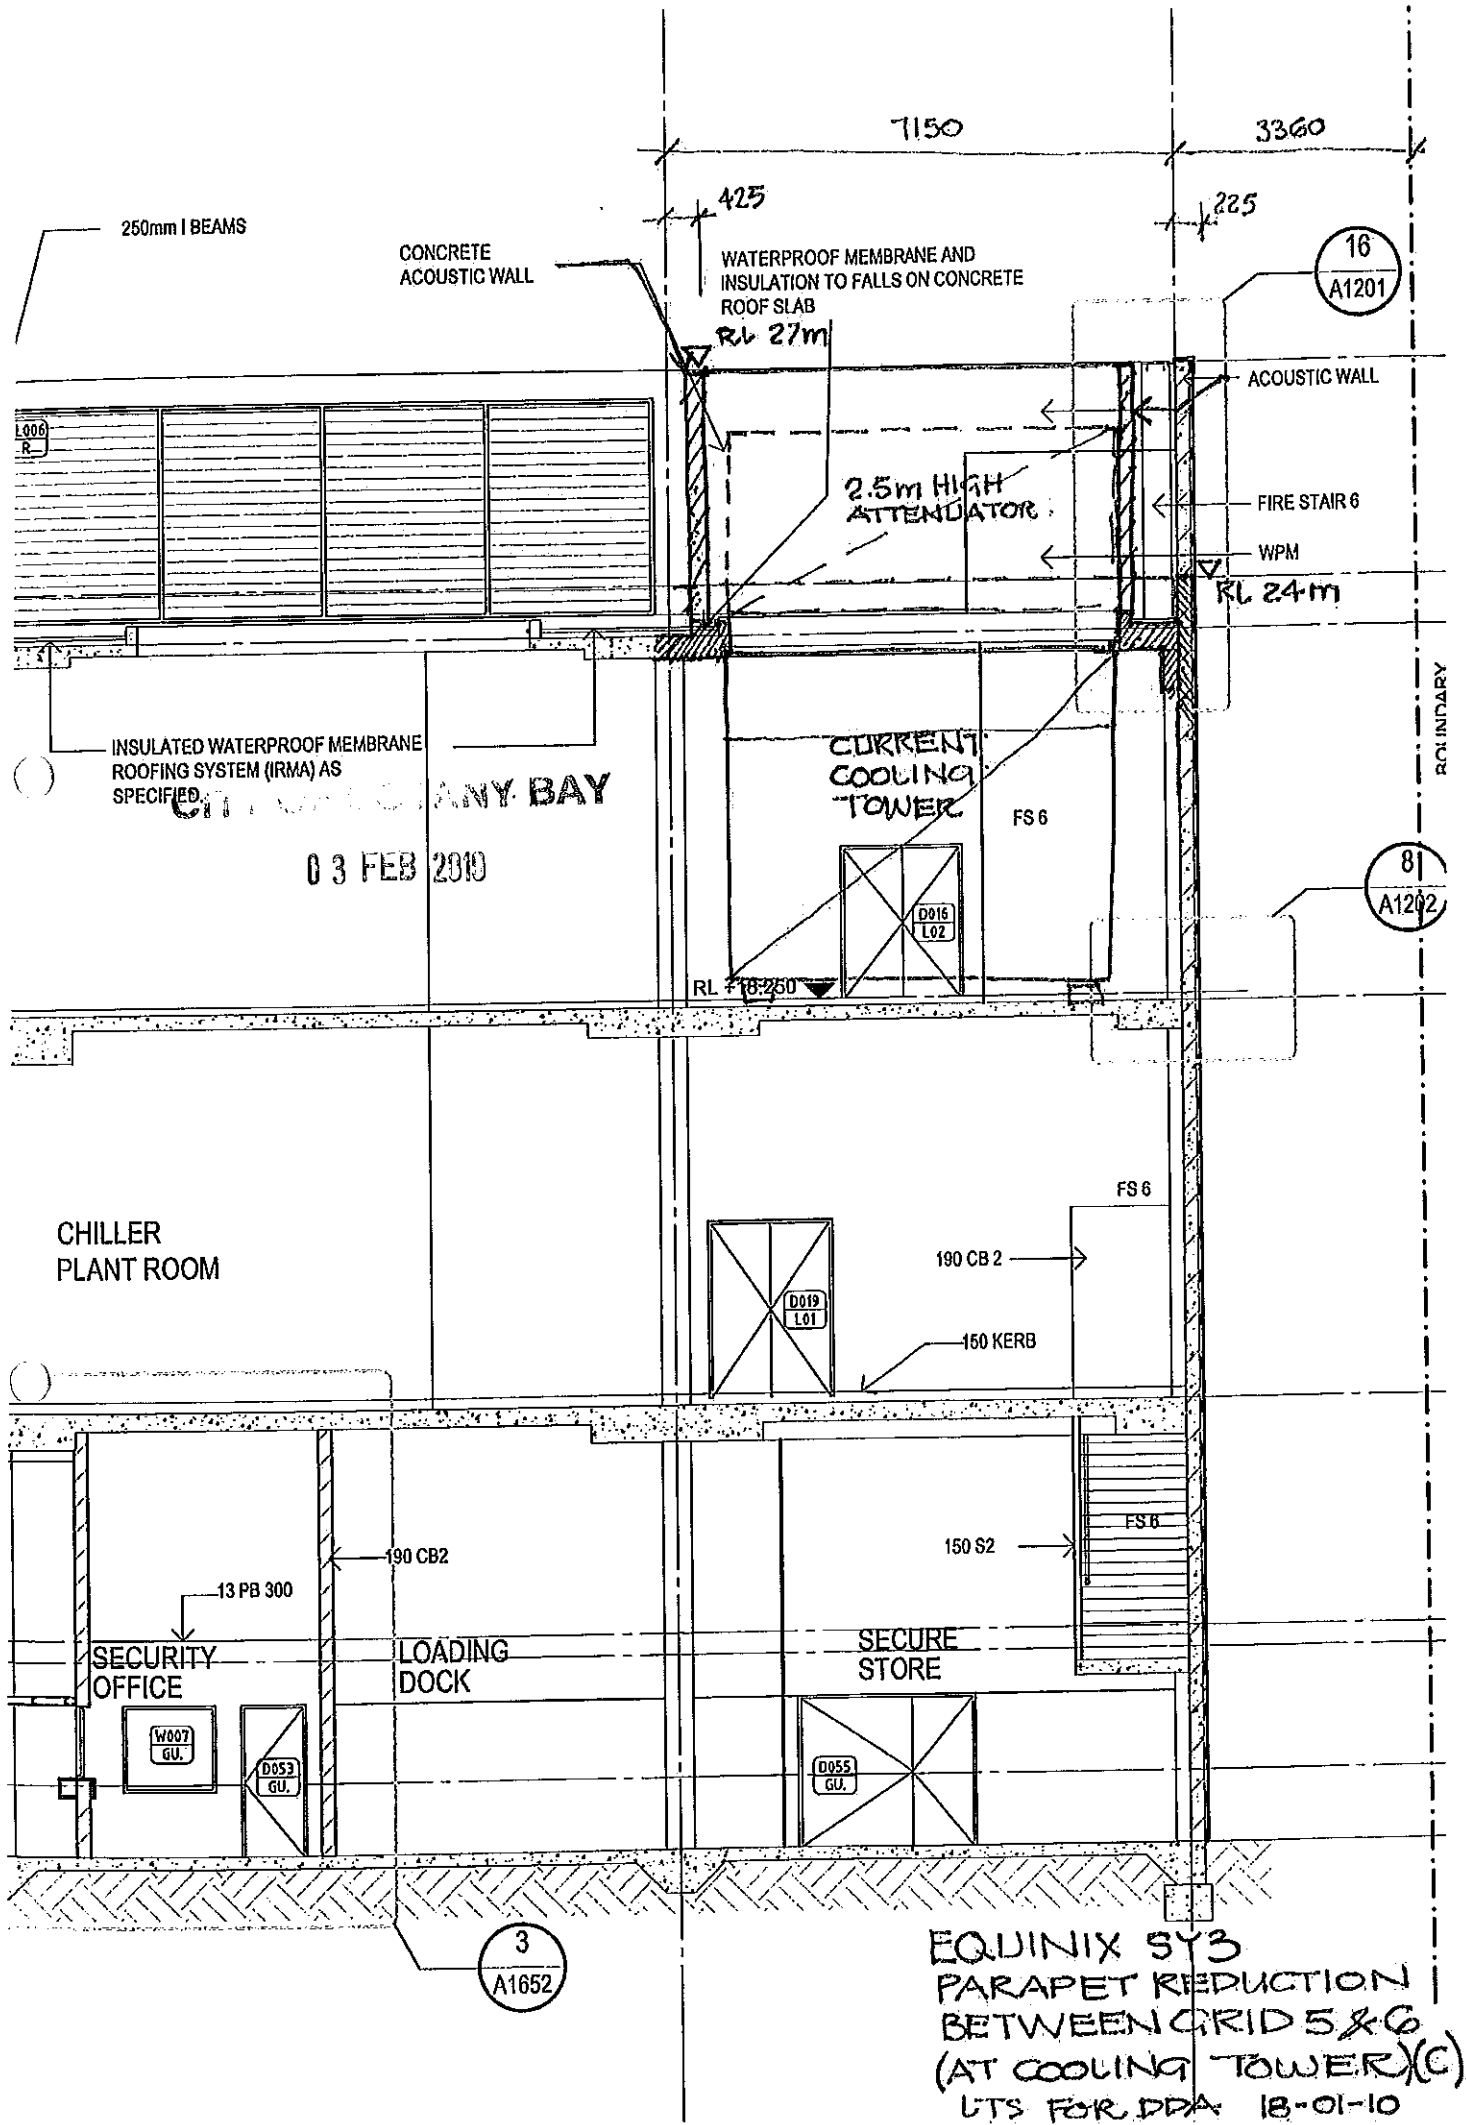 7150
3360
425
225
250mm I BEAMS
CONCRETE
ACOUSTIC WALL
WATERPROOF MEMBRANE AND
INSULATION TO FALLS ON CONCRETE
ROOF SLAB
RL 27m
16
A1201
ACOUSTIC WALL
L006
R
2.5m HIGH
ATTENUATOR
FIRE STAIR 6
WPM
RL 24m
BOUNDARY
INSULATED WATERPROOF MEMBRANE
ROOFING SYSTEM (IRMA) AS
SPECIFIED.
ANY BAY
03 FEB 2010
CURRENT
COOLING
TOWER
FS 6
8
A1202
D016
L02
RL +18.250
FS 6
CHILLER
PLANT ROOM
190 CB 2
D019
L01
150 KERB
FS 6
190 CB2
150 S2
13 PB 300
SECURITY
OFFICE
LOADING
DOCK
SECURE
STORE
W007
GU.
D053
GU.
D055
GU.
3
A1652
EQUINIX SY3
PARAPET REDUCTION
BETWEEN GRID 5 & 6
(AT COOLING TOWER)(C)
LTS FOR DDA 18-01-10